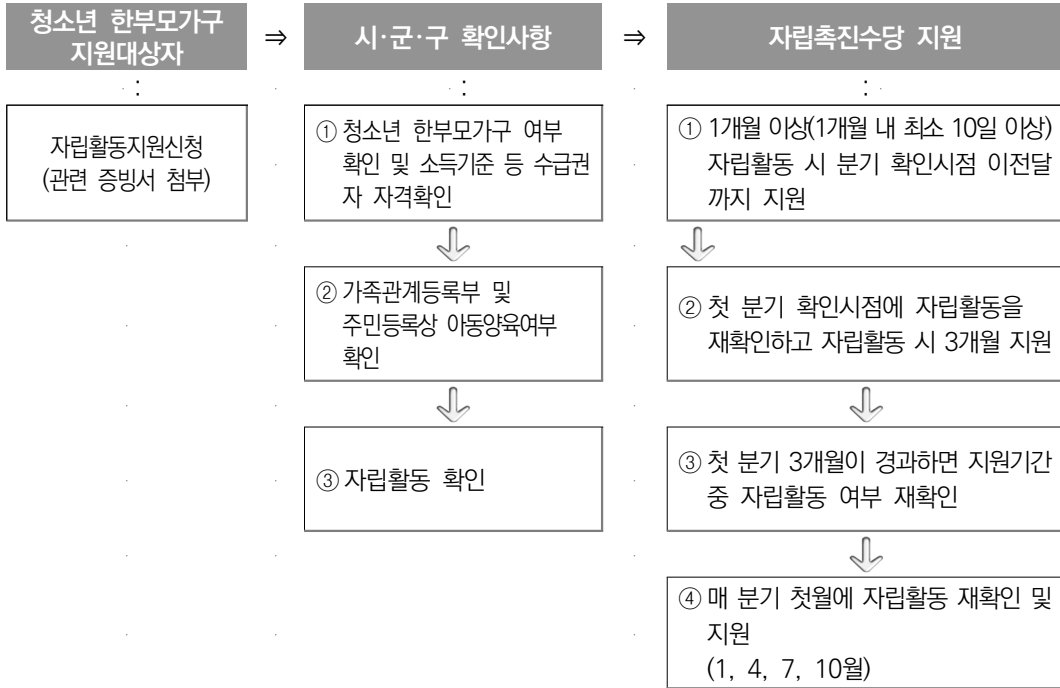 청소년 한부모가구
지원대상자
⇒
시·군·구 확인사항
⇒
자립촉진수당 지원
자립활동지원신청
(관련 증빙서 첨부)
① 청소년 한부모가구 여부
확인 및 소득기준 등 수급권
자 자격확인
② 가족관계등록부 및
주민등록상 아동양육여부
확인
③ 자립활동 확인
① 1개월 이상(1개월 내 최소 10일 이상)
자립활동 시 분기 확인시점 이전달
까지 지원
② 첫 분기 확인시점에 자립활동을
재확인하고 자립활동 시 3개월 지원
③ 첫 분기 3개월이 경과하면 지원기간
중 자립활동 여부 재확인
④ 매 분기 첫월에 자립활동 재확인 및
지원
(1, 4, 7, 10월)